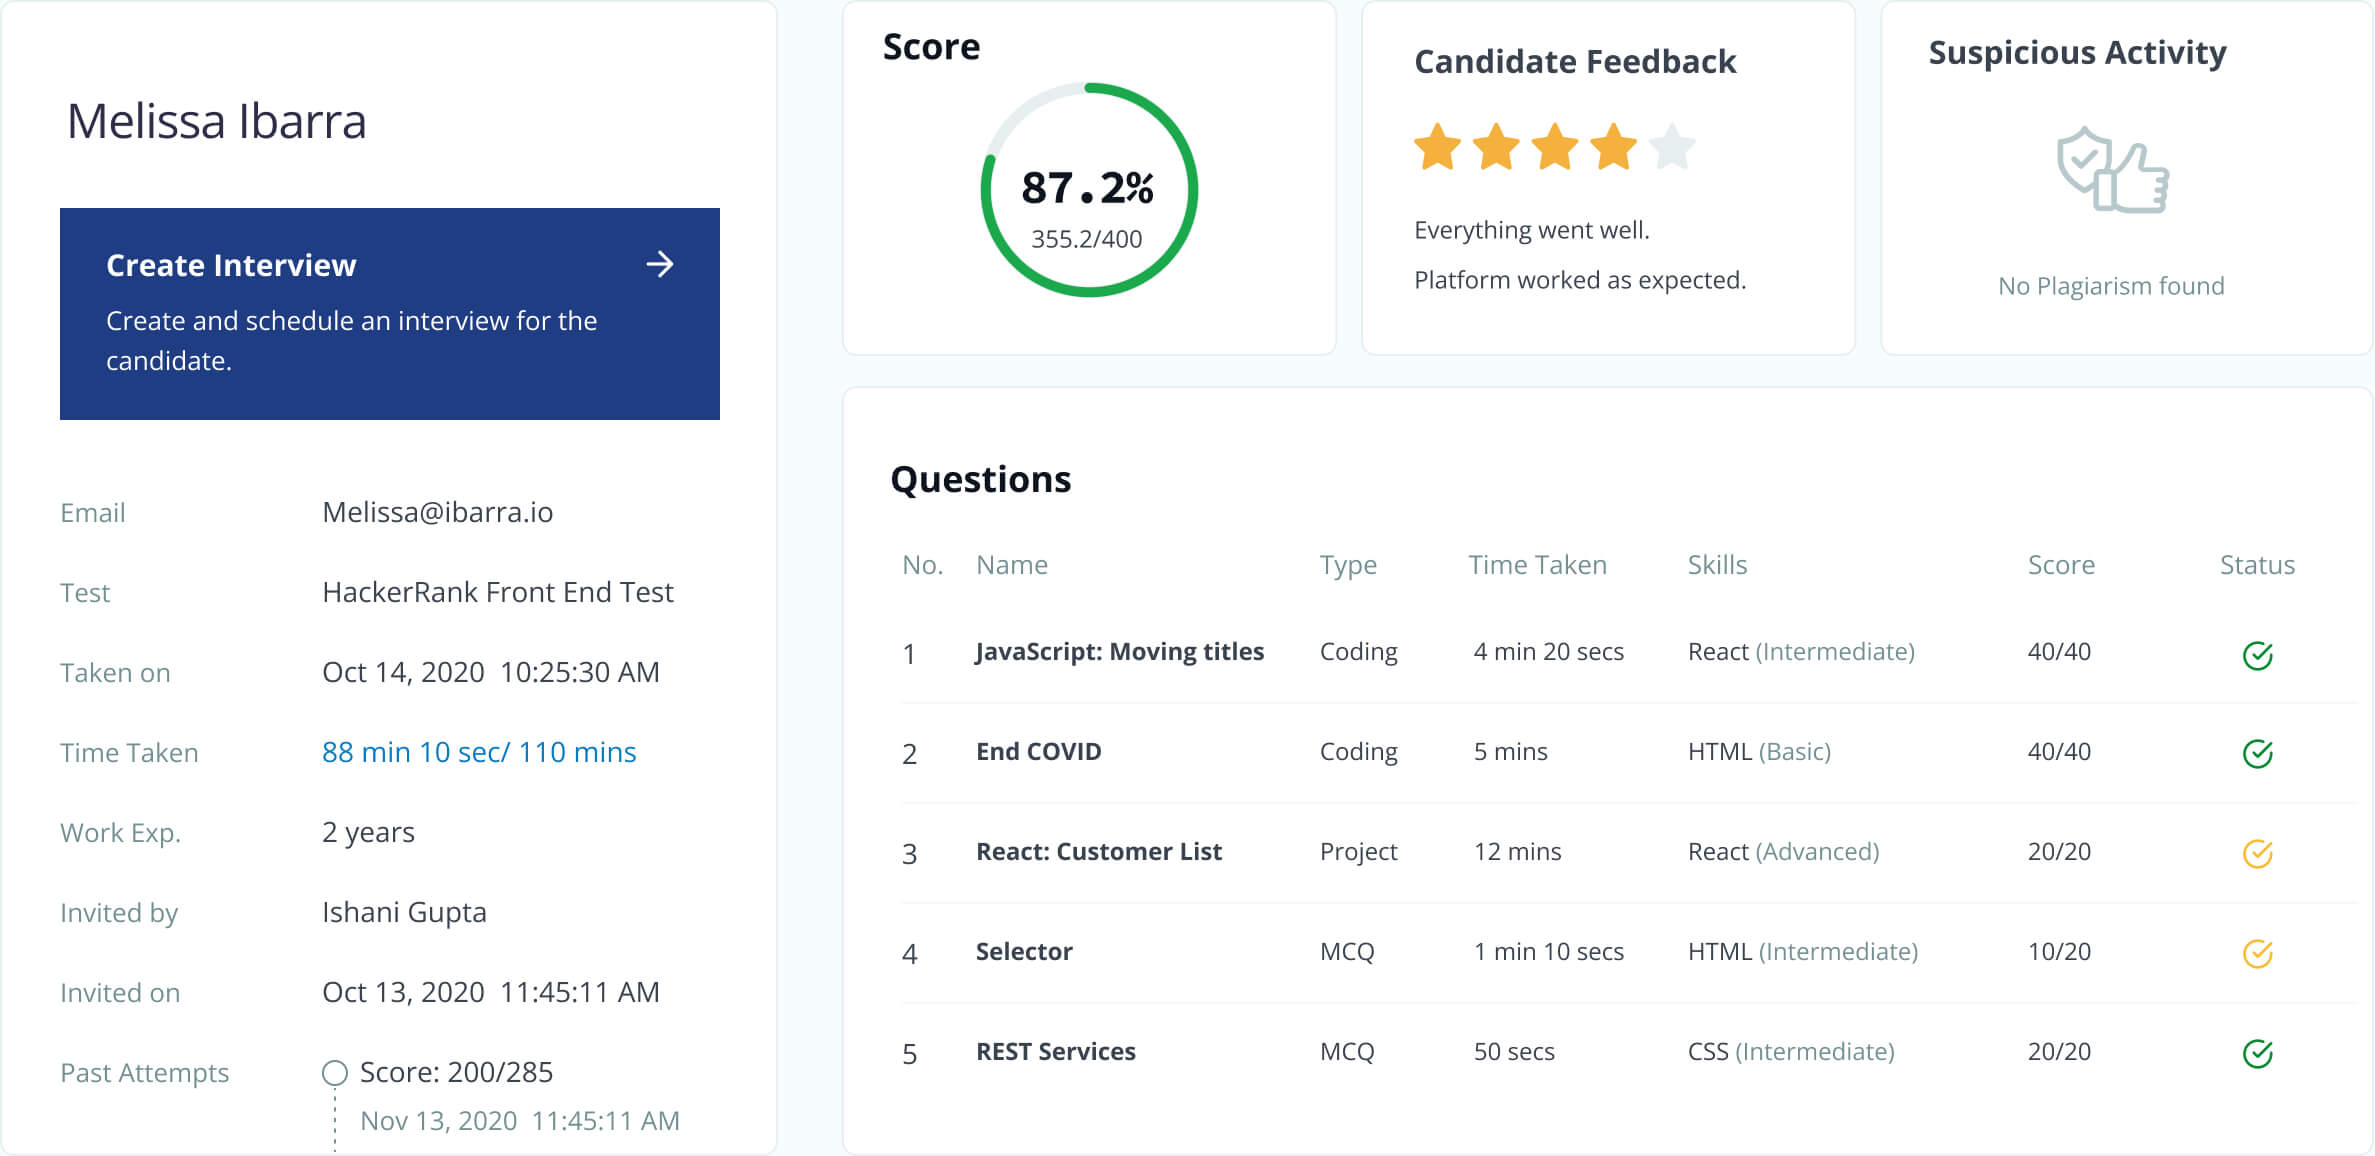 Melissa Ibarra
Create Interview
Create and schedule an interview for the
candidate.
Email Melissa@ibarra.io
Test HackerRank Front End Test
Taken on Oct 14, 2020 10:25:30 AM
Time Taken 88 min 10 sec/ 110 mins
Work Exp. 2 years
Invited by Ishani Gupta
Invited on Oct 13, 2020 11:45:11 AM
Past Attempts Score: 200/285
Nov 13, 2020 11:45:11 AM
Score
87.2%
355.2/400
Candidate Feedback
Everything went well.
Platform worked as expected.
Suspicious Activity
No Plagiarism found
Questions
No. Name Type Time Taken Skills Score Status
1 JavaScript: Moving titles Coding 4 min 20 secs React (Intermediate) 40/40
2 End COVID Coding 5 mins HTML (Basic) 40/40
3 React: Customer List Project 12 mins React (Advanced) 20/20
4 Selector MCQ 1 min 10 secs HTML (Intermediate) 10/20
5 REST Services MCQ 50 secs CSS (Intermediate) 20/20